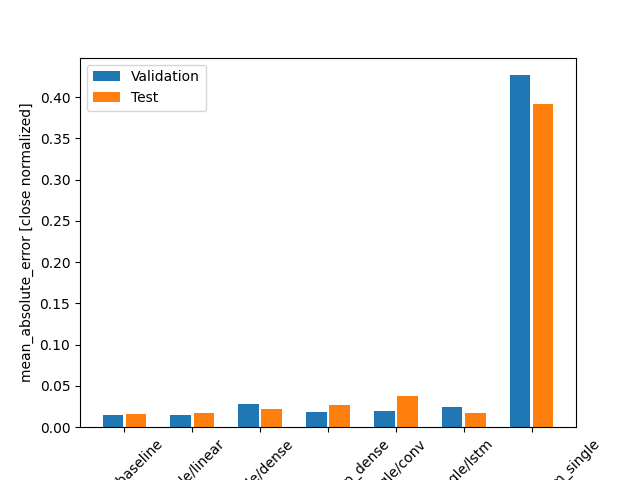 Validation
Test
mean_absolute_error [close normalized]
0.40
0.35
0.30
0.25
0.20
0.15
0.10
0.05
0.00
baseline
le/linear
le/dense
_dense
gle/conv
gle/lstm
_single